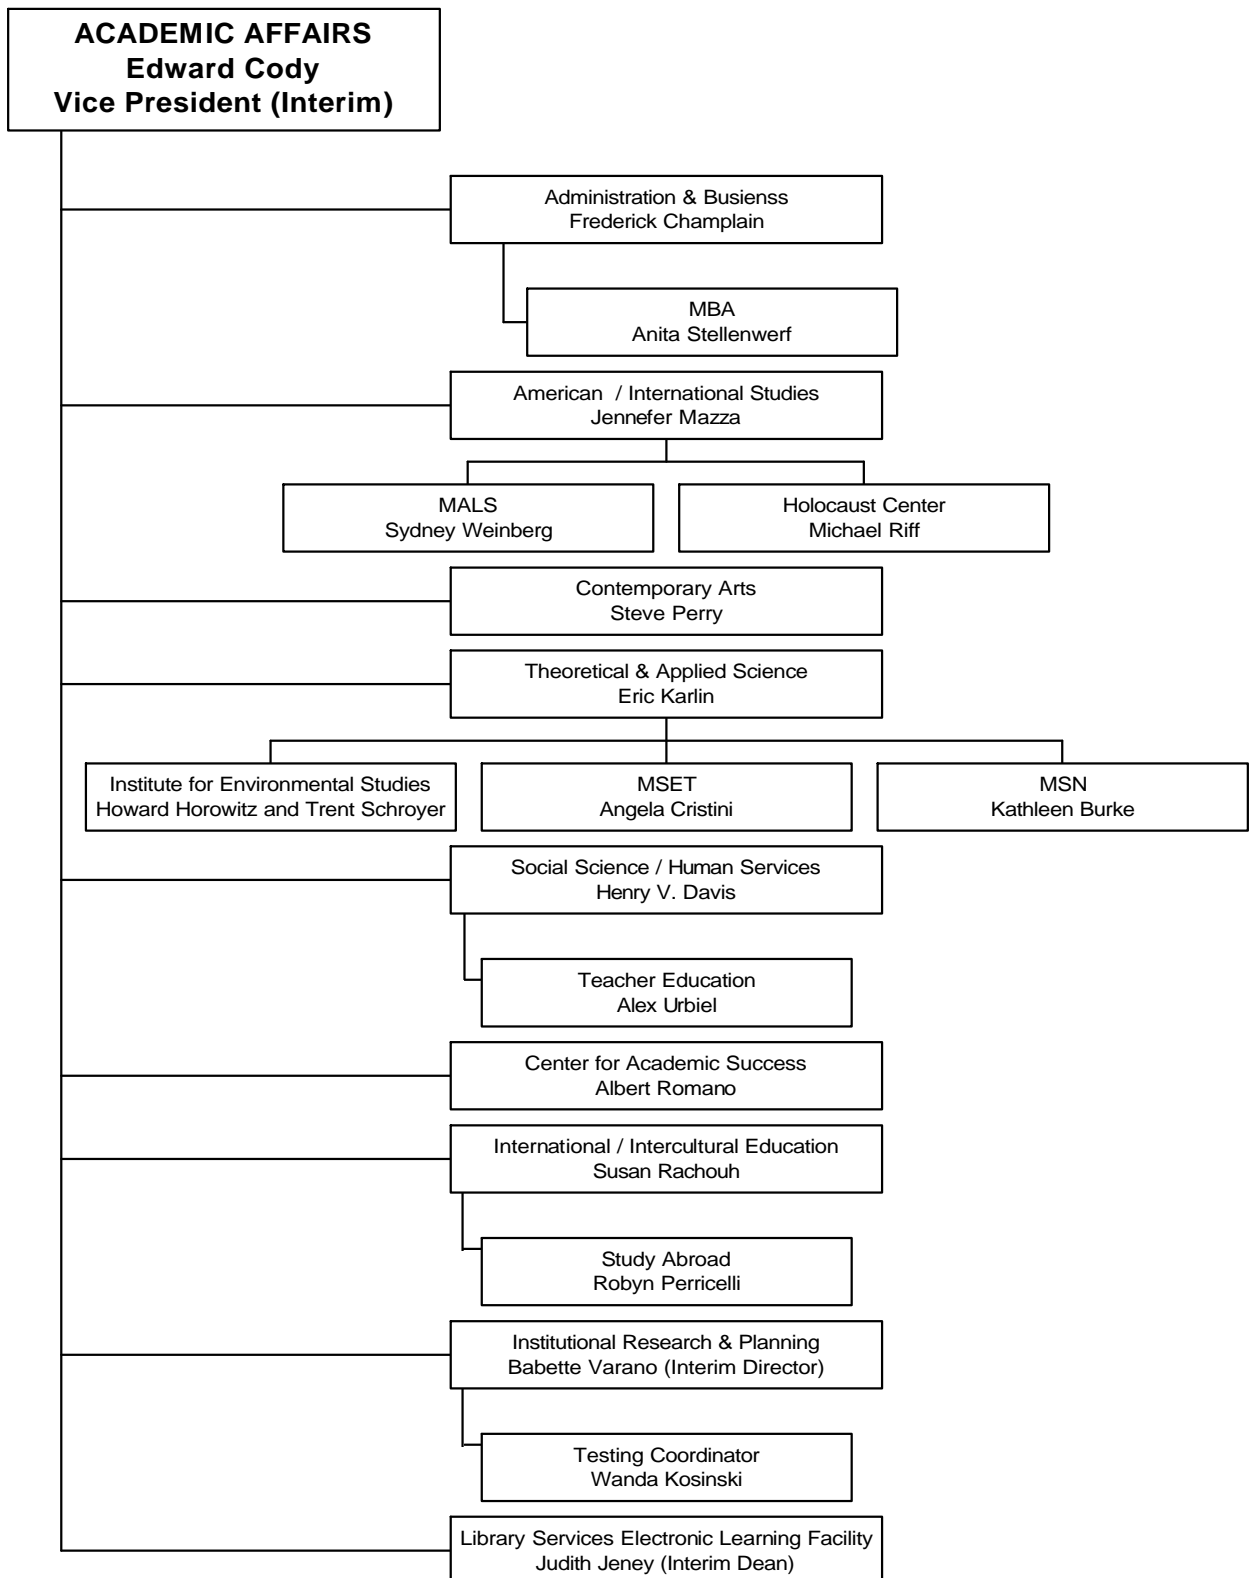 ACADEMIC AFFAIRS
Edward Cody
Vice President (Interim)
Administration & Busienss
Frederick Champlain
MBA
Anita Stellenwerf
American / International Studies
Jennefer Mazza
MALS
Sydney Weinberg
Holocaust Center
Michael Riff
Contemporary Arts
Steve Perry
Theoretical & Applied Science
Eric Karlin
Institute for Environmental Studies
Howard Horowitz and Trent Schroyer
MSET
Angela Cristini
MSN
Kathleen Burke
Social Science / Human Services
Henry V. Davis
Teacher Education
Alex Urbiel
Center for Academic Success
Albert Romano
International / Intercultural Education
Susan Rachouh
Study Abroad
Robyn Perricelli
Institutional Research & Planning
Babette Varano (Interim Director)
Testing Coordinator
Wanda Kosinski
Library Services Electronic Learning Facility
Judith Jeney (Interim Dean)